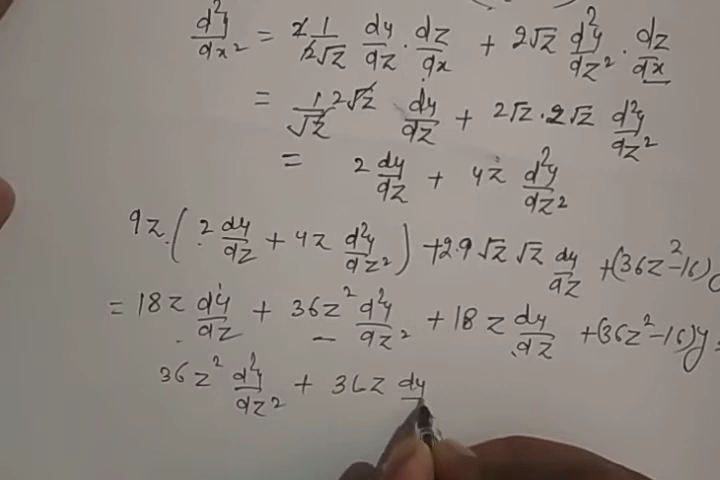 d²y/dx² = 2 1/2√z dy/dz · dz/dx + 2√z d²y/dz² · dz/dx
= 1/√z 2√z dy/dz + 2√z · 2√z d²y/dz²
= 2 dy/dz + 4z d²y/dz²
9z · (2 dy/dz + 4z d²y/dz²) + 2·9 √z √z dy/dz + (36z² - 16)
= 18z dy/dz + 36z² d²y/dz² + 18z dy/dz + (36z² - 16)y =
36z² d²y/dz² + 36z dy